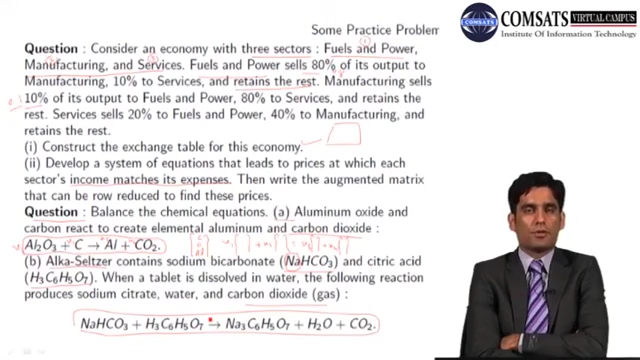 Some Practice Problem
COMSATS VIRTUAL CAMPUS
Institute Of Information Technology
Question : Consider an economy with three sectors : Fuels and Power,
Manufacturing, and Services. Fuels and Power sells 80% of its output to
Manufacturing, 10% to Services, and retains the rest. Manufacturing sells
10% of its output to Fuels and Power, 80% to Services, and retains the
rest. Services sells 20% to Fuels and Power, 40% to Manufacturing, and
retains the rest.
(i) Construct the exchange table for this economy.
(ii) Develop a system of equations that leads to prices at which each
sector's income matches its expenses. Then write the augmented matrix
that can be row reduced to find these prices.
Question : Balance the chemical equations. (a) Aluminum oxide and
carbon react to create elemental aluminum and carbon dioxide :
Al₂O₃ + C → Al + CO₂.
(b) Alka-Seltzer contains sodium bicarbonate (NaHCO₃) and citric acid
(H₃C₆H₅O₇). When a tablet is dissolved in water, the following reaction
produces sodium citrate, water, and carbon dioxide (gas) :
NaHCO₃ + H₃C₆H₅O₇ → Na₃C₆H₅O₇ + H₂O + CO₂.